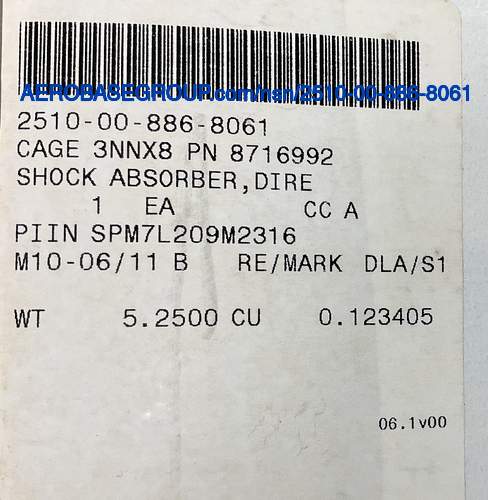 AEROBASEGROUP.com/nsn/2510-00-886-8061
2510-00-886-8061
CAGE 3NNX8 PN 8716992
SHOCK ABSORBER,DIRE
1 EA CC A
PIIN SPM7L209M2316
M10-06/11 B RE/MARK DLA/S1
WT 5.2500 CU 0.123405
06.1v00